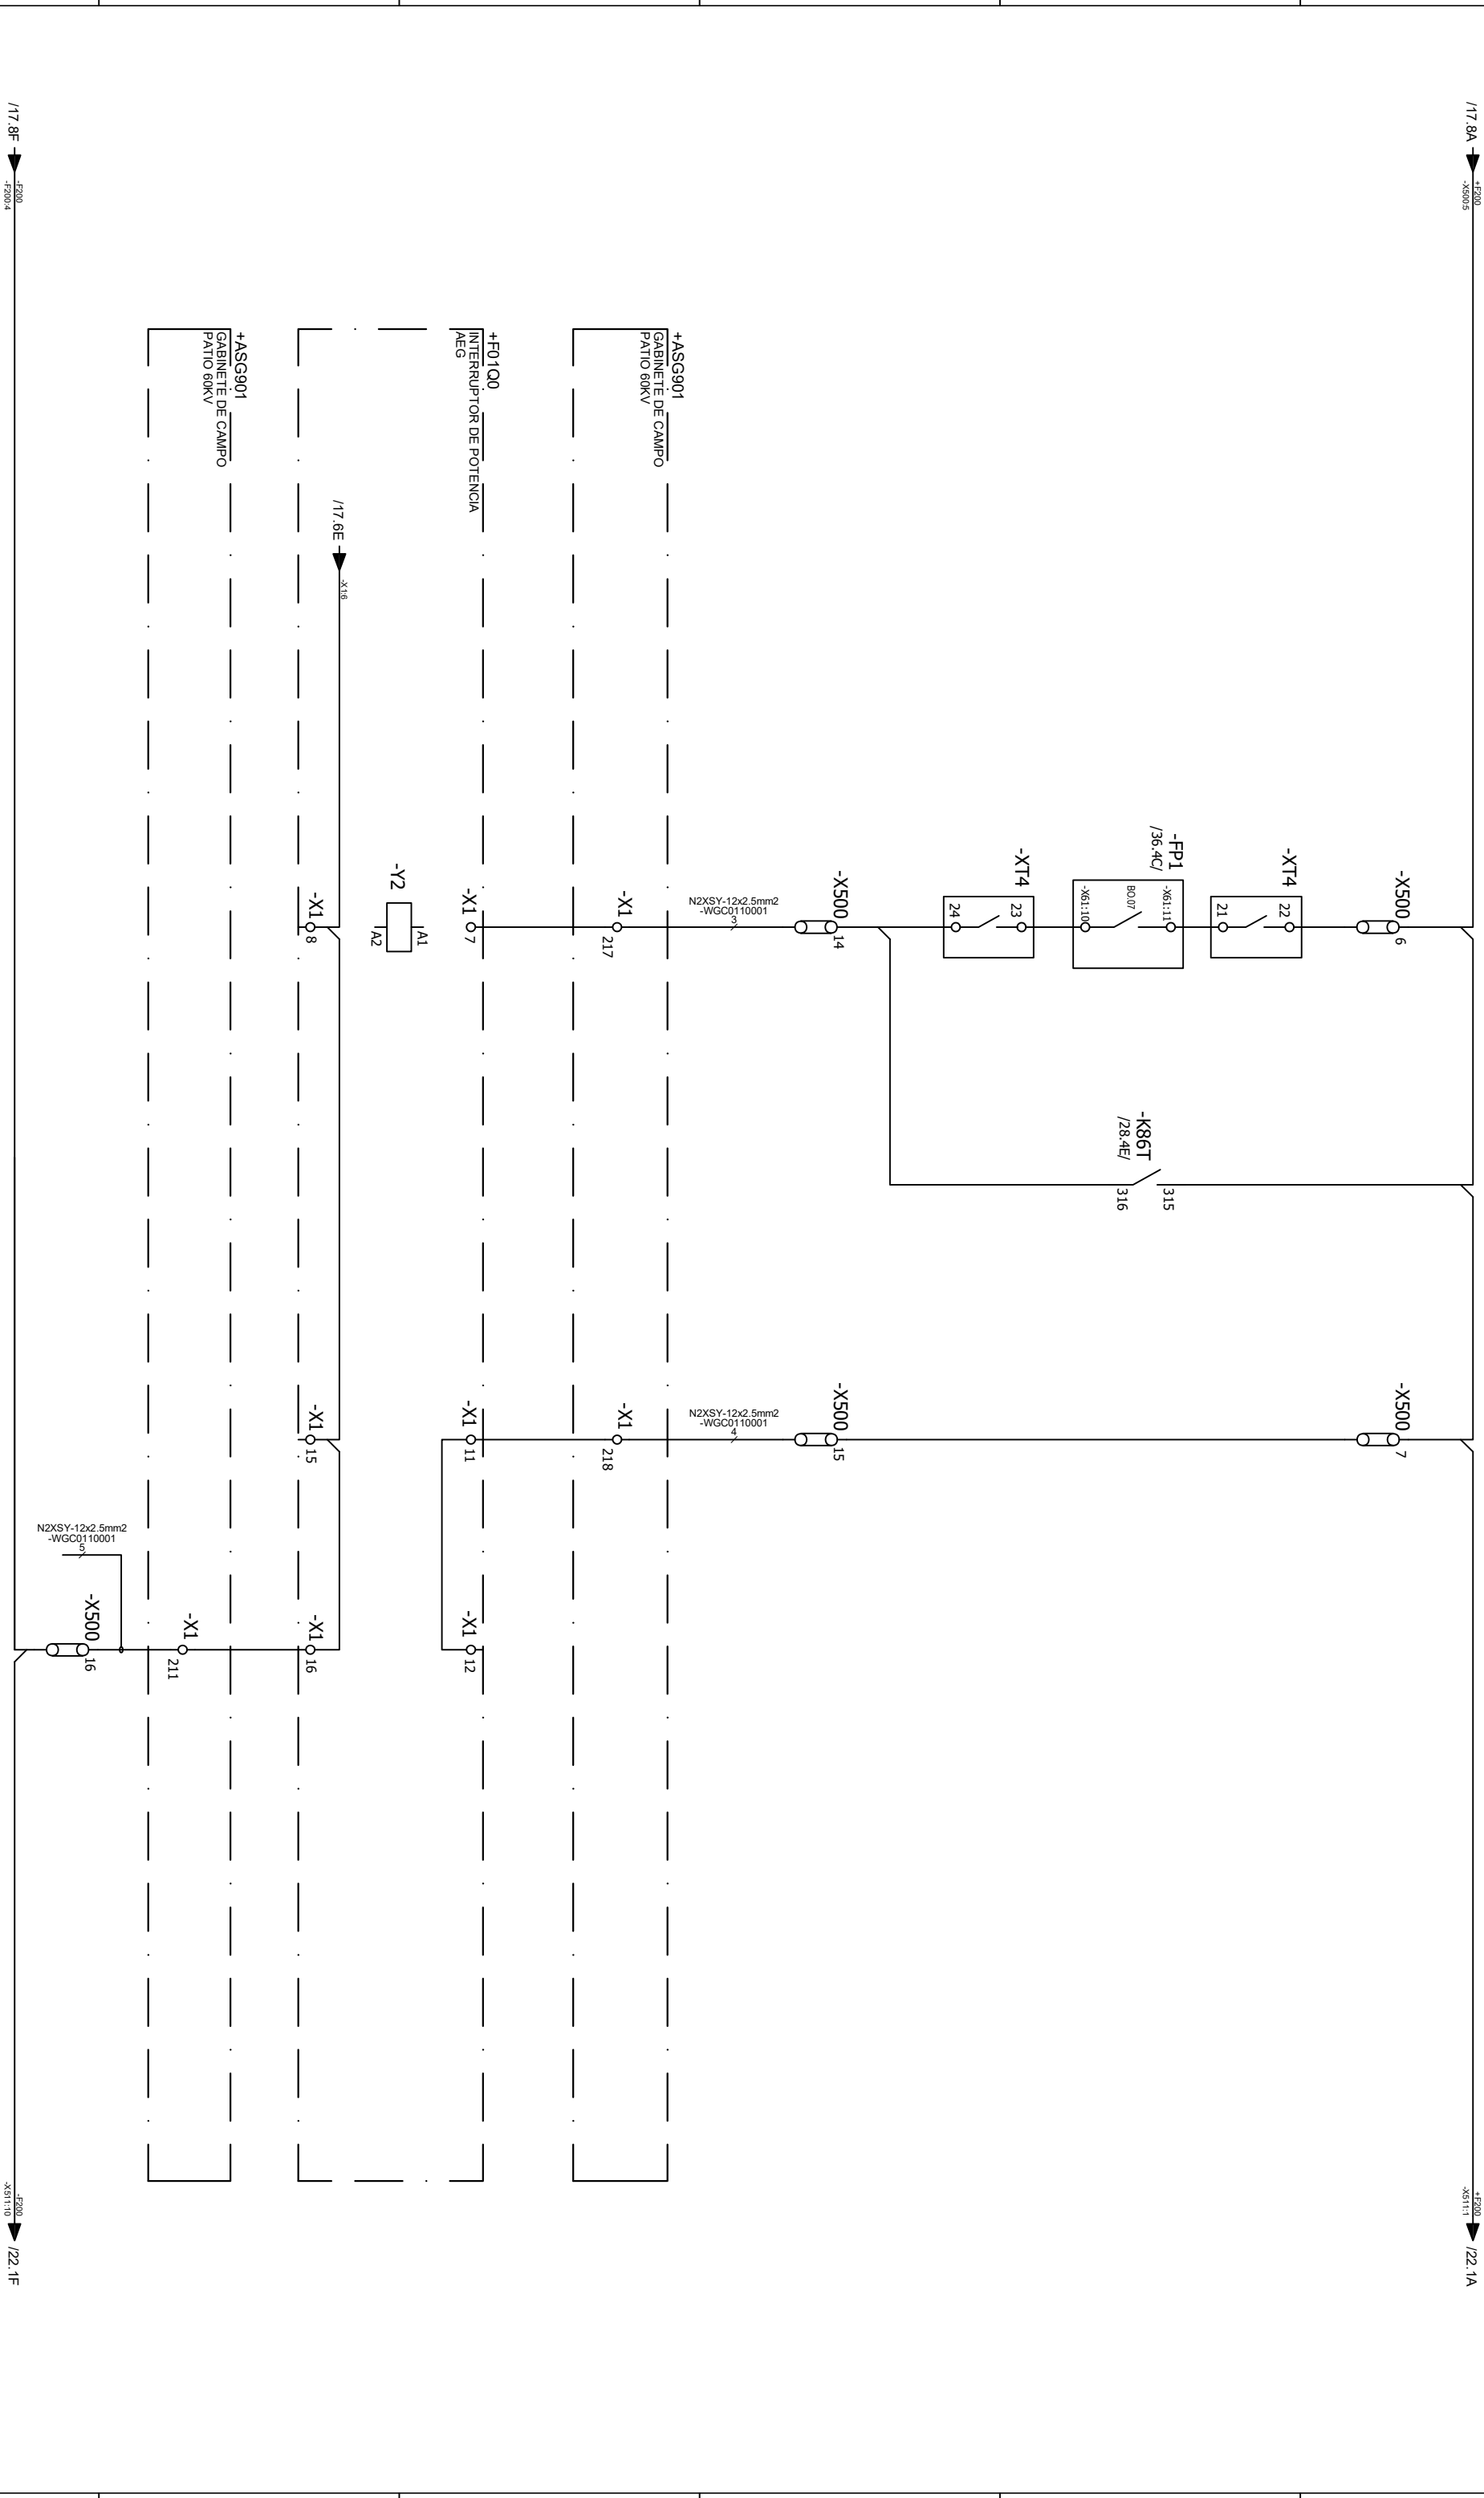 /17.8A
+F200
-X500:5
+F200
-X511:1
/22.1A
-X500
6
-X500
7
-XT4
22
21
-FP1
/36.4C/
-X61:11
BO.07
-X61:10
-K86T
/28.4E/
315
316
-XT4
23
24
-X500
14
-X500
15
N2XSY-12x2.5mm2
-WGC0110001
3
N2XSY-12x2.5mm2
-WGC0110001
4
+ASG901
GABINETE DE CAMPO
PATIO 60KV
-X1
217
-X1
218
+F01Q0
INTERRUPTOR DE POTENCIA
AEG
-X1
7
-X1
11
-X1
12
-Y2
A1
A2
/17.6E
-X1:6
-X1
8
-X1
15
-X1
16
+ASG901
GABINETE DE CAMPO
PATIO 60KV
-X1
211
N2XSY-12x2.5mm2
-WGC0110001
5
-X500
16
/17.8F
-F200
-F200:4
-F200
-X511:10
/22.1F